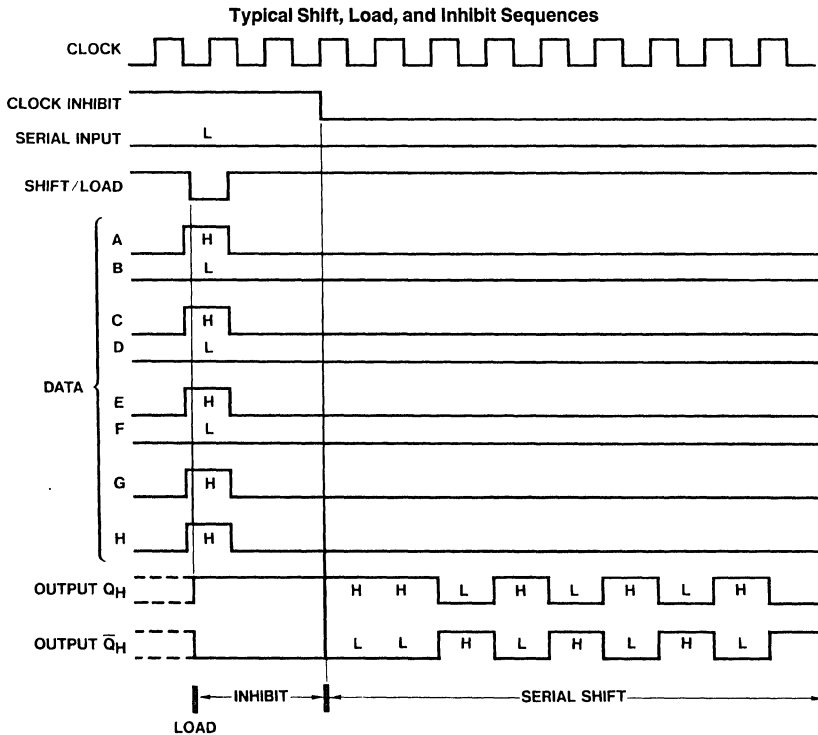 Typical Shift, Load, and Inhibit Sequences
CLOCK
CLOCK INHIBIT
SERIAL INPUT L
SHIFT/LOAD
DATA
A H
B L
C H
D L
E H
F L
G H
H H
OUTPUT QH H H L H L H L H
OUTPUT Q̅H L L H L H L H L
INHIBIT SERIAL SHIFT
LOAD